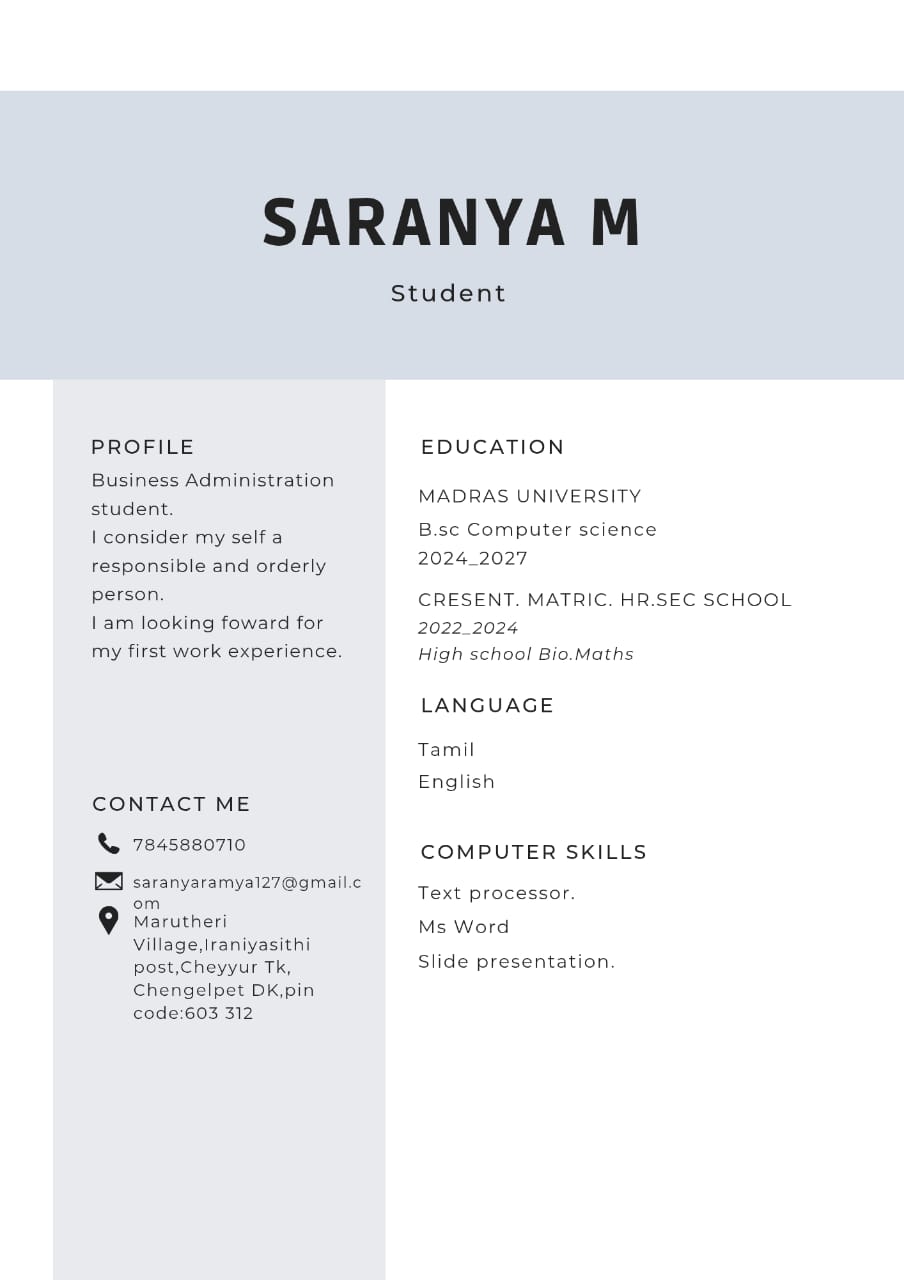 SARANYA M
Student
PROFILE
Business Administration
student.
I consider my self a
responsible and orderly
person.
I am looking foward for
my first work experience.
CONTACT ME
7845880710
saranyaramya127@gmail.c
om
Marutheri
Village,Iraniyasithi
post,Cheyyur Tk,
Chengelpet DK,pin
code:603 312
EDUCATION
MADRAS UNIVERSITY
B.sc Computer science
2024_2027
CRESENT. MATRIC. HR.SEC SCHOOL
2022_2024
High school Bio.Maths
LANGUAGE
Tamil
English
COMPUTER SKILLS
Text processor.
Ms Word
Slide presentation.